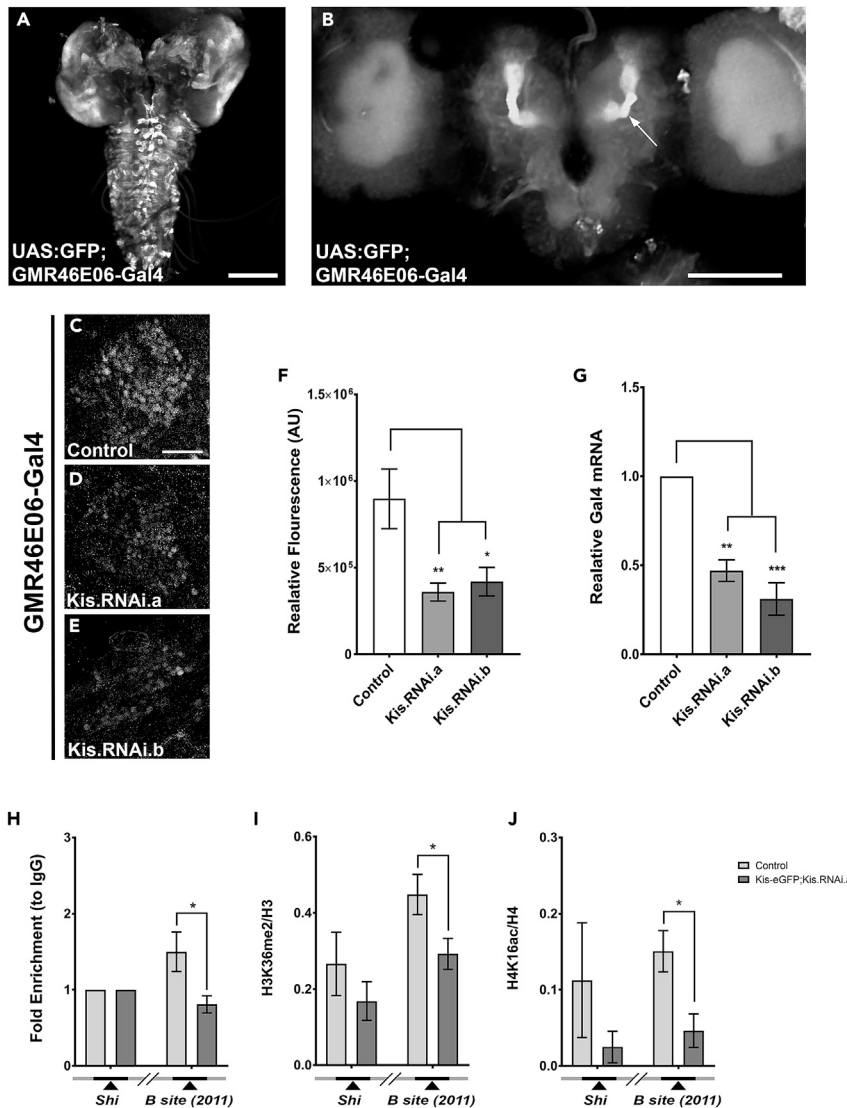 A
UAS:GFP;
GMR46E06-Gal4
B
UAS:GFP;
GMR46E06-Gal4
GMR46E06-Gal4
C
Control
D
Kis.RNAi.a
E
Kis.RNAi.b
F
Realative Flourescence (AU)
1.5×10⁶
1×10⁶
5×10⁵
0
**
*
Control
Kis.RNAi.a
Kis.RNAi.b
G
Realative Gal4 mRNA
1.5
1.0
0.5
0.0
**
***
Control
Kis.RNAi.a
Kis.RNAi.b
H
Fold Enrichment (to IgG)
3
2
1
0
*
Shi
B site (2011)
I
H3K36me2/H3
0.6
0.4
0.2
0.0
*
Shi
B site (2011)
J
H4K16ac/H4
0.3
0.2
0.1
0.0
*
Shi
B site (2011)
Control
Kis-eGFP;Kis.RNAi.